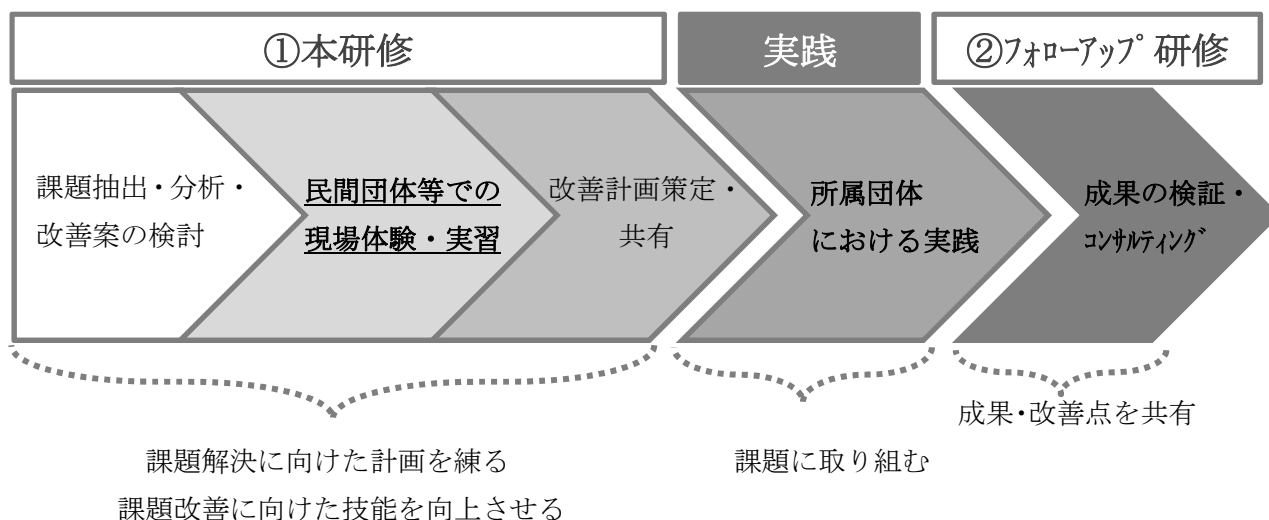 ①本研修
実践
②ﾌｫﾛｰｱｯﾌﾟ研修
課題抽出・分析・
改善案の検討
民間団体等での
現場体験・実習
改善計画策定・
共有
所属団体
における実践
成果の検証・
ｺﾝｻﾙﾃｨﾝｸﾞ
課題解決に向けた計画を練る
課題改善に向けた技能を向上させる
課題に取り組む
成果・改善点を共有